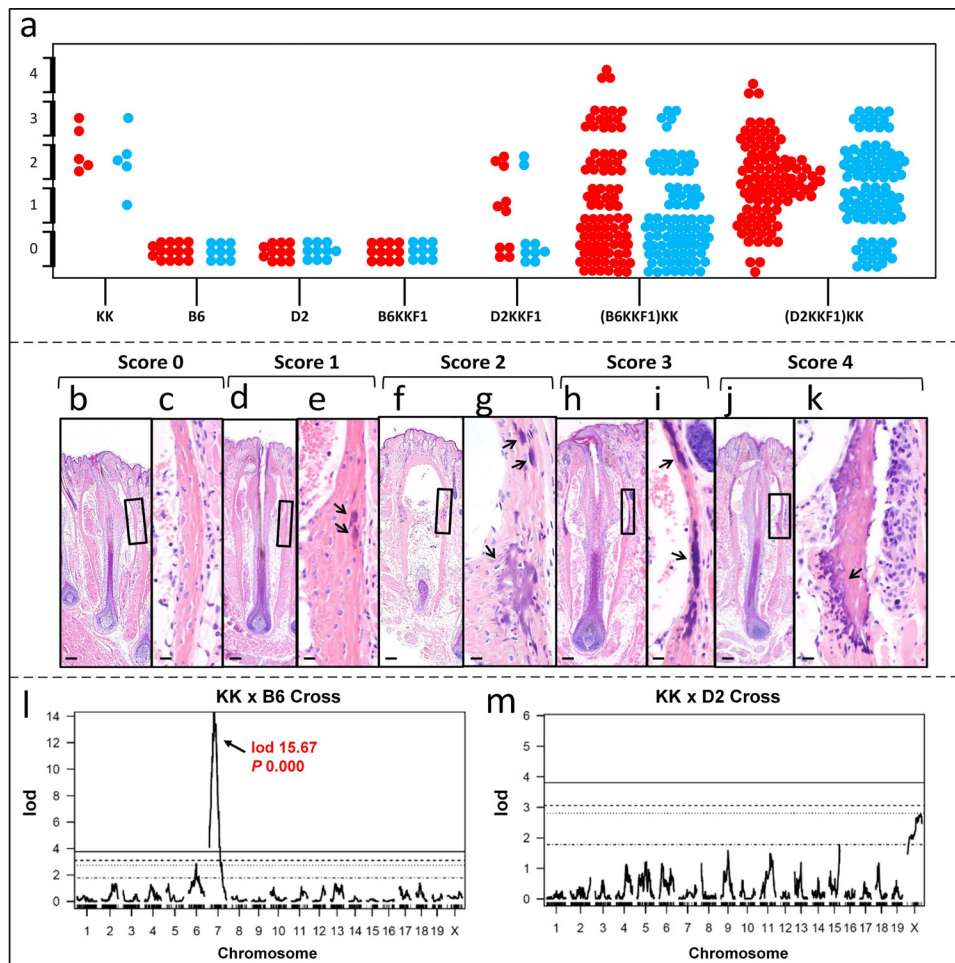 a
4
3
2
1
0
KK B6 D2 B6KKF1 D2KKF1 (B6KKF1)KK (D2KKF1)KK
Score 0 Score 1 Score 2 Score 3 Score 4
b c d e f g h i j k
l
KK x B6 Cross
14
12
10
8
6
4
2
0
lod
lod 15.67
P 0.000
1 2 3 4 5 6 7 8 9 10 11 12 13 14 15 16 17 18 19 X
Chromosome
m
KK x D2 Cross
6
5
4
3
2
1
0
lod
1 2 3 4 5 6 7 8 9 10 11 12 13 14 15 16 17 18 19 X
Chromosome